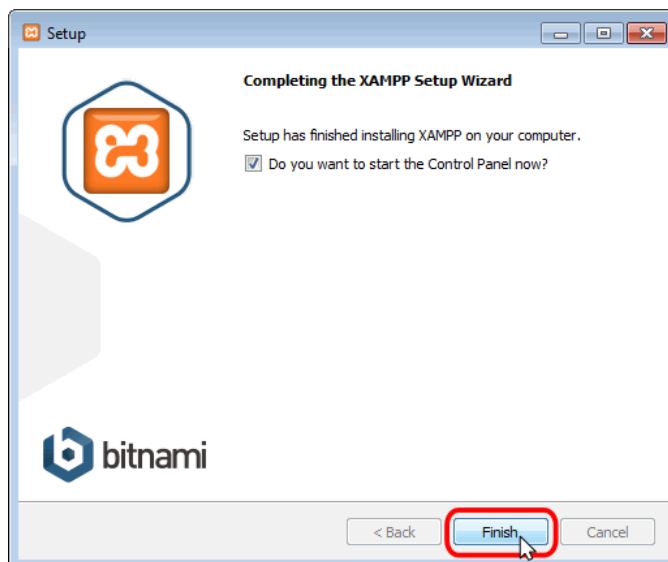 Setup
Completing the XAMPP Setup Wizard
Setup has finished installing XAMPP on your computer.
Do you want to start the Control Panel now?
bitnami
< Back Finish Cancel